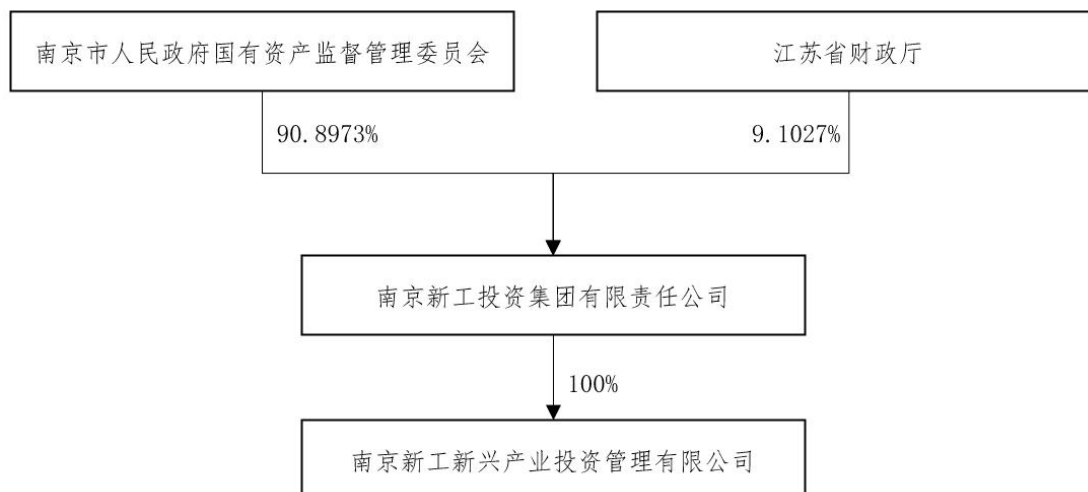 南京市人民政府国有资产监督管理委员会
江苏省财政厅
90.8973%
9.1027%
南京新工投资集团有限责任公司
100%
南京新工新兴产业投资管理有限公司